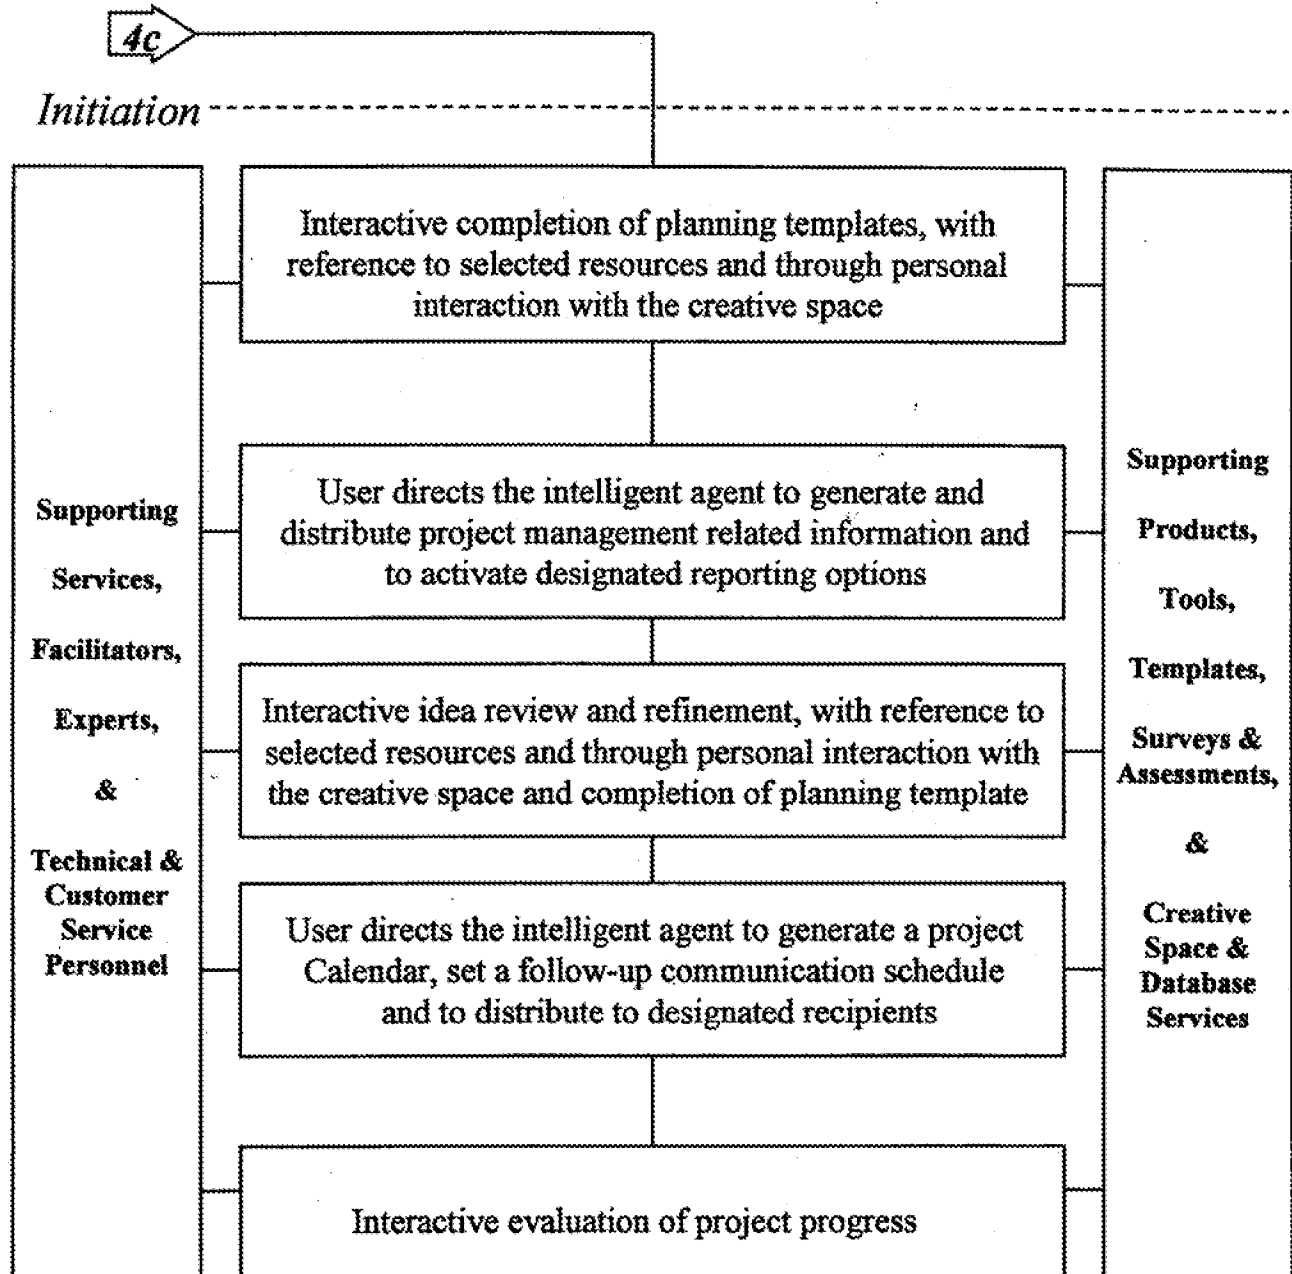 4c
Initiation
Interactive completion of planning templates, with
reference to selected resources and through personal
interaction with the creative space
User directs the intelligent agent to generate and
distribute project management related information and
to activate designated reporting options
Interactive idea review and refinement, with reference to
selected resources and through personal interaction with
the creative space and completion of planning template
User directs the intelligent agent to generate a project
Calendar, set a follow-up communication schedule
and to distribute to designated recipients
Interactive evaluation of project progress
Supporting
Services,
Facilitators,
Experts,
&
Technical &
Customer
Service
Personnel
Supporting
Products,
Tools,
Templates,
Surveys &
Assessments,
&
Creative
Space &
Database
Services